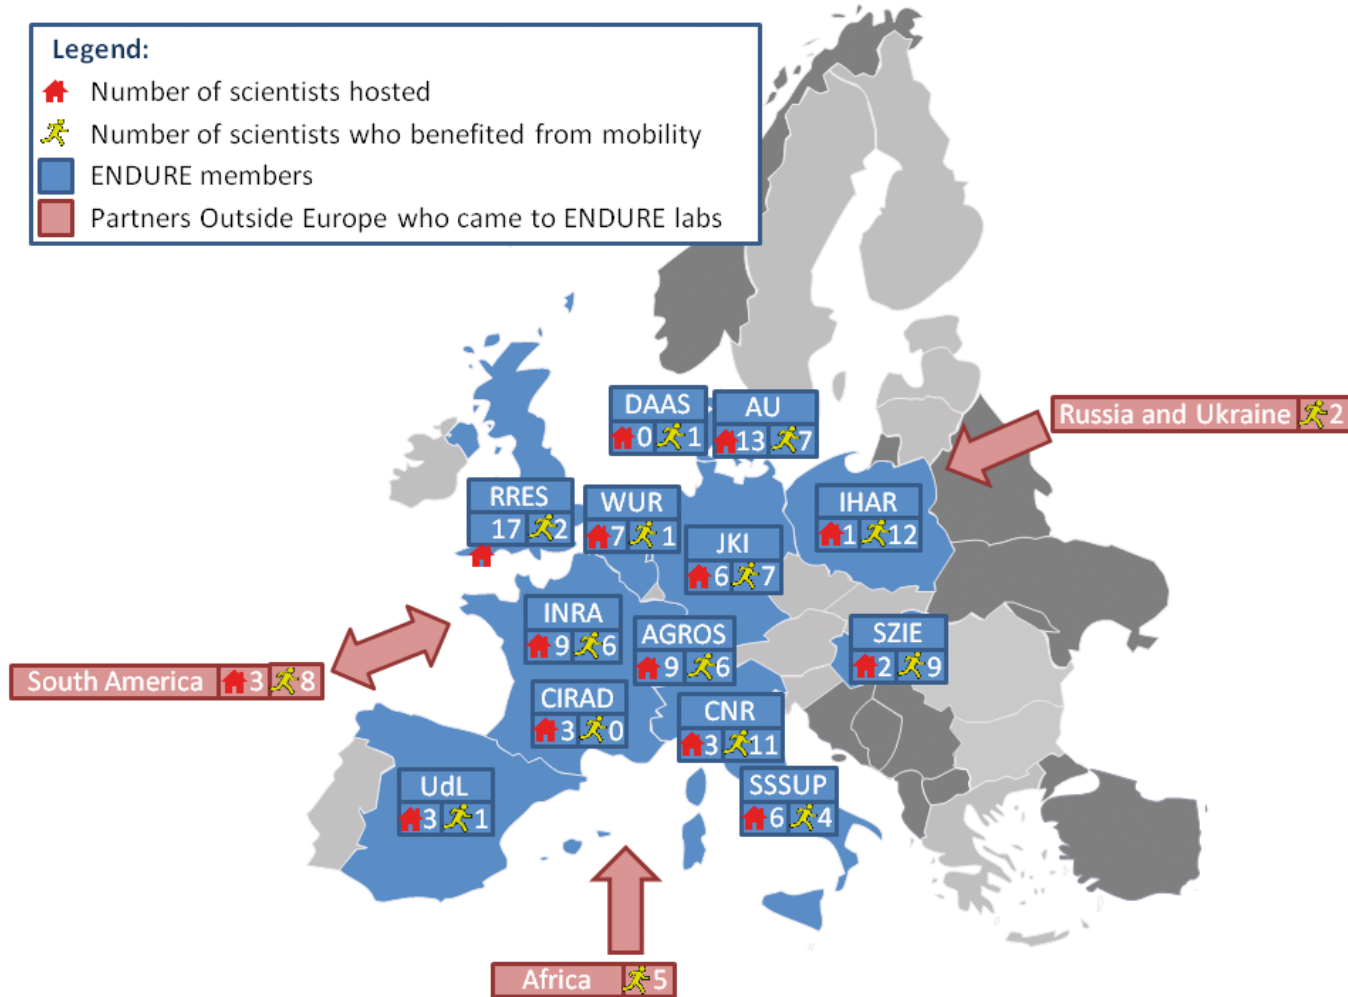 Legend:
Number of scientists hosted
Number of scientists who benefited from mobility
ENDURE members
Partners Outside Europe who came to ENDURE labs
DAAS
0 1
AU
13 7
Russia and Ukraine 2
RRES
17 2
WUR
7 1
IHAR
1 12
JKI
6 7
INRA
9 6
AGROS
9 6
SZIE
2 9
South America 3 8
CIRAD
3 0
CNR
3 11
UdL
3 1
SSSUP
6 4
Africa 5